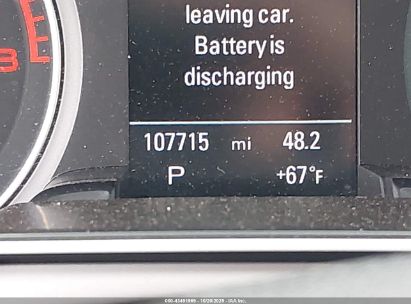 leaving car.
Battery is
discharging
107715 mi 48.2
P +67°F